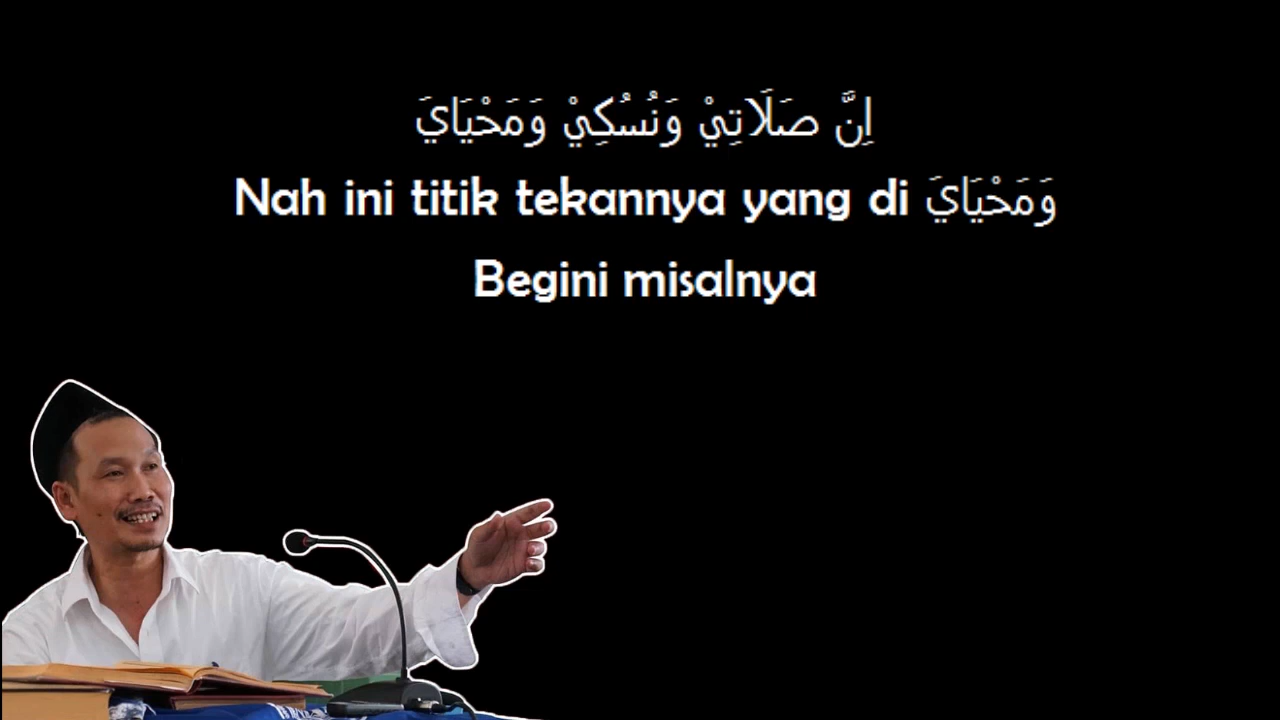 اِنَّ صَلَاتِيْ وَنُسُكِيْ وَمَحْيَايَ
Nah ini titik tekannya yang di وَمَحْيَايَ
Begini misalnya